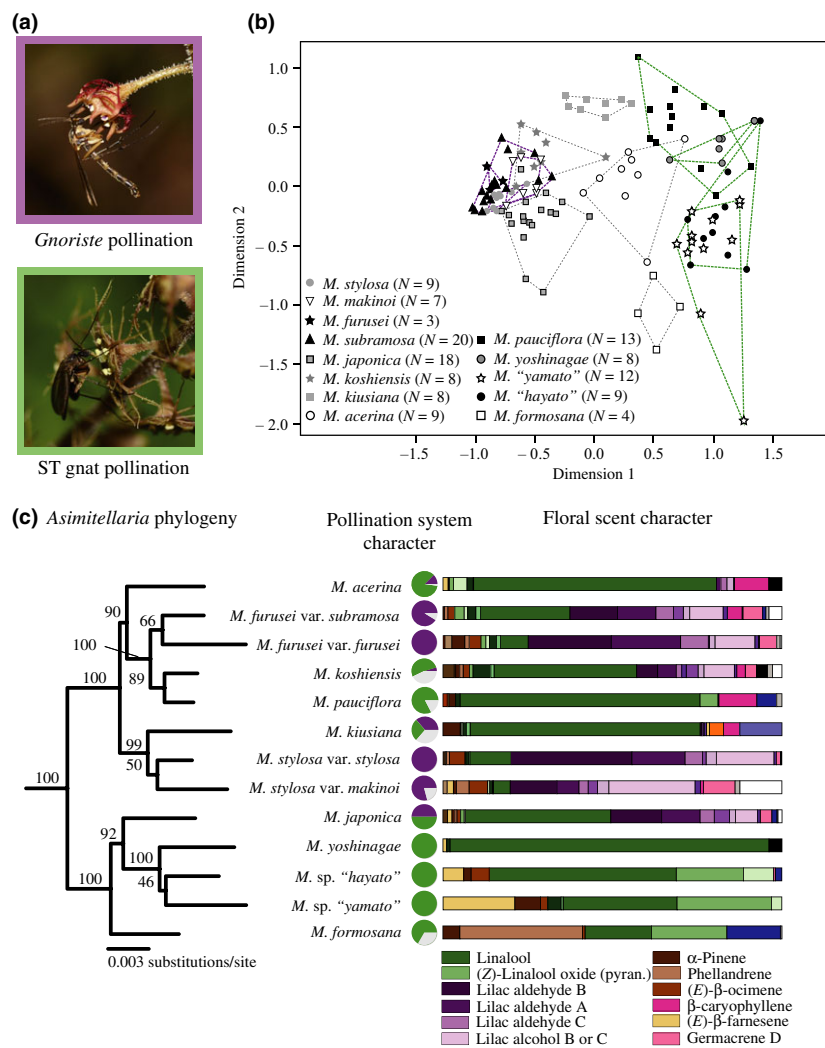 (a)
Gnoriste pollination
ST gnat pollination
(b)
Dimension 2
1.0
0.5
0.0
−0.5
−1.0
−1.5
−2.0
−1.5
−1.0
−0.5
0.0
0.5
1.0
1.5
Dimension 1
M. stylosa (N = 9)
M. makinoi (N = 7)
M. furusei (N = 3)
M. subramosa (N = 20)
M. japonica (N = 18)
M. koshiensis (N = 8)
M. kiusiana (N = 8)
M. acerina (N = 9)
M. pauciflora (N = 13)
M. yoshinagae (N = 8)
M. “yamato” (N = 12)
M. “hayato” (N = 9)
M. formosana (N = 4)
(c) Asimitellaria phylogeny
Pollination system
character
Floral scent character
90
66
100
89
100
99
50
100
92
100
46
100
0.003 substitutions/site
M. acerina
M. furusei var. subramosa
M. furusei var. furusei
M. koshiensis
M. pauciflora
M. kiusiana
M. stylosa var. stylosa
M. stylosa var. makinoi
M. japonica
M. yoshinagae
M. sp. “hayato”
M. sp. “yamato”
M. formosana
Linalool
(Z)-Linalool oxide (pyran.)
Lilac aldehyde B
Lilac aldehyde A
Lilac aldehyde C
Lilac alcohol B or C
α-Pinene
Phellandrene
(E)-β-ocimene
β-caryophyllene
(E)-β-farnesene
Germacrene D